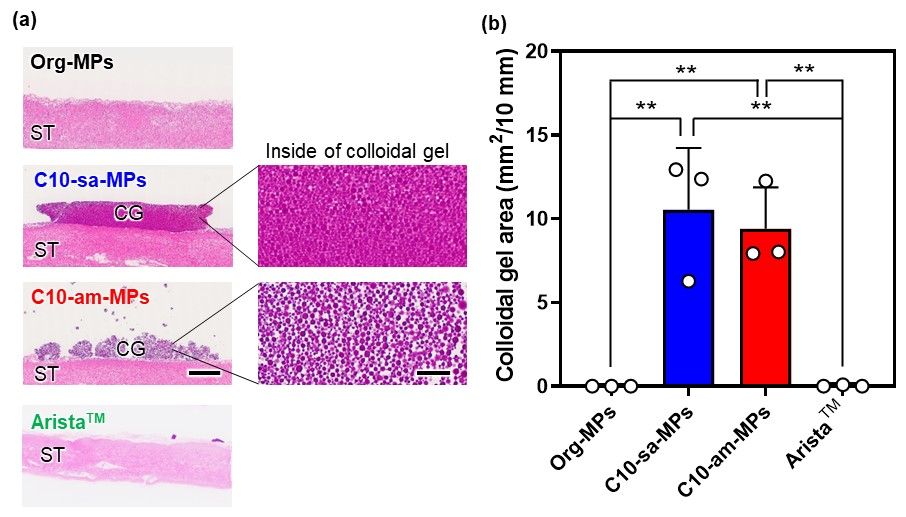 (a)
Org-MPs
ST
C10-sa-MPs
CG
ST
Inside of colloidal gel
C10-am-MPs
CG
ST
Arista™
ST
(b)
Colloidal gel area (mm²/10 mm)
20
15
10
5
0
** **
** **
Org-MPs
C10-sa-MPs
C10-am-MPs
Arista™